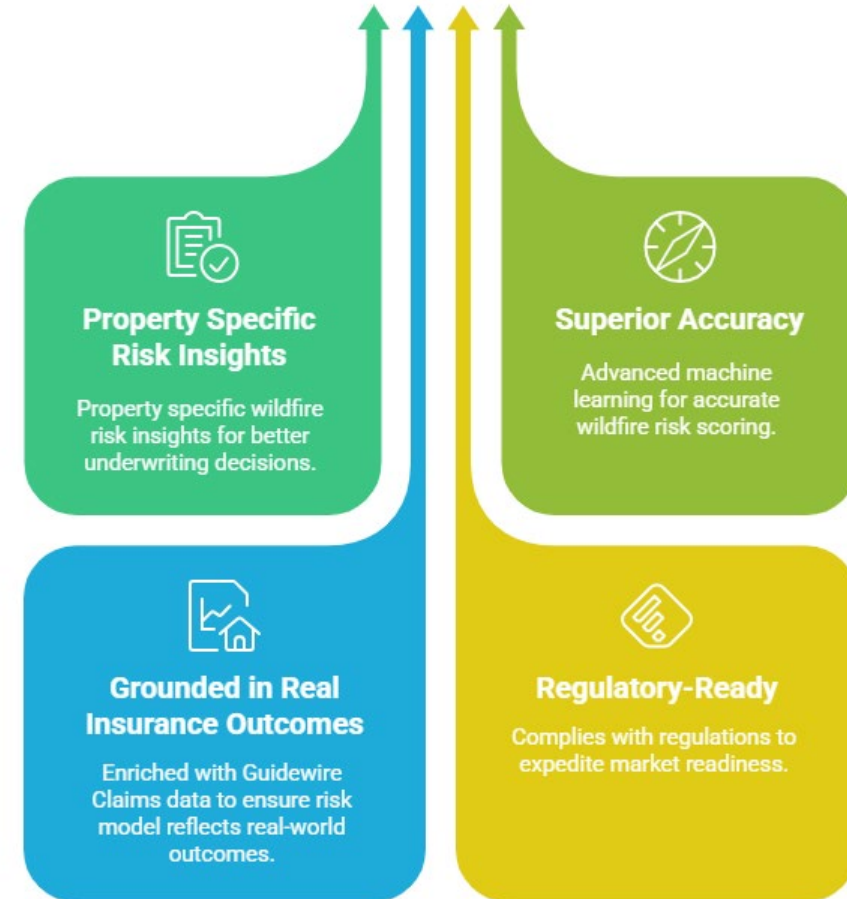 Property Specific
Risk Insights
Property specific wildfire
risk insights for better
underwriting decisions.
Superior Accuracy
Advanced machine
learning for accurate
wildfire risk scoring.
Grounded in Real
Insurance Outcomes
Enriched with Guidewire
Claims data to ensure risk
model reflects real-world
outcomes.
Regulatory-Ready
Complies with regulations to
expedite market readiness.